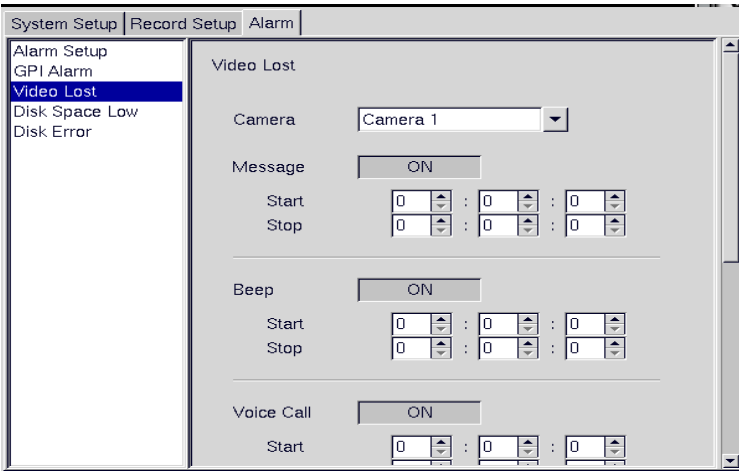 System Setup Record Setup Alarm
Alarm Setup
GPI Alarm
Video Lost
Disk Space Low
Disk Error
Video Lost
Camera Camera 1
Message ON
Start 0 : 0 : 0
Stop 0 : 0 : 0
Beep ON
Start 0 : 0 : 0
Stop 0 : 0 : 0
Voice Call ON
Start 0 : 0 : 0